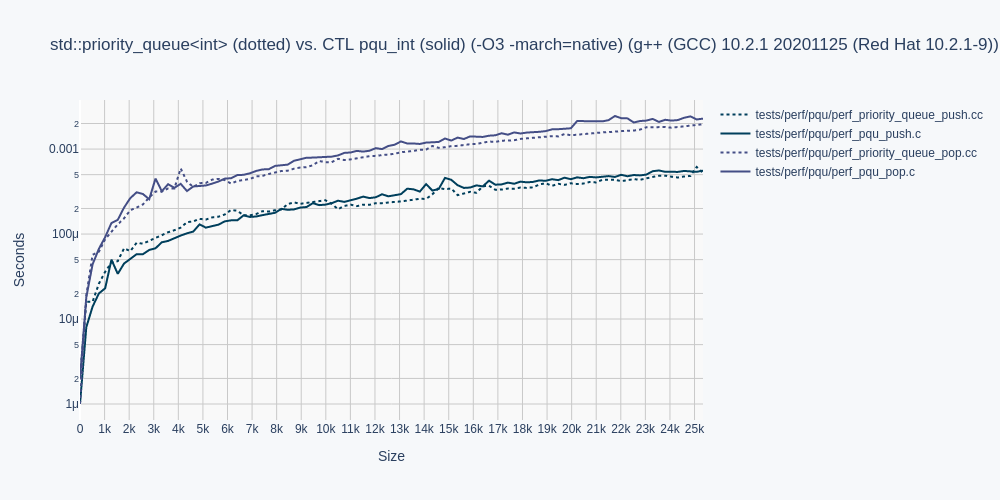 std::priority_queue<int> (dotted) vs. CTL pqu_int (solid) (-O3 -march=native) (g++ (GCC) 10.2.1 20201125 (Red Hat 10.2.1-9))
tests/perf/pqu/perf_priority_queue_push.cc
tests/perf/pqu/perf_pqu_push.c
tests/perf/pqu/perf_priority_queue_pop.cc
tests/perf/pqu/perf_pqu_pop.c
Seconds
2
0.001
5
2
100μ
5
2
10μ
5
2
1μ
0 1k 2k 3k 4k 5k 6k 7k 8k 9k 10k 11k 12k 13k 14k 15k 16k 17k 18k 19k 20k 21k 22k 23k 24k 25k
Size